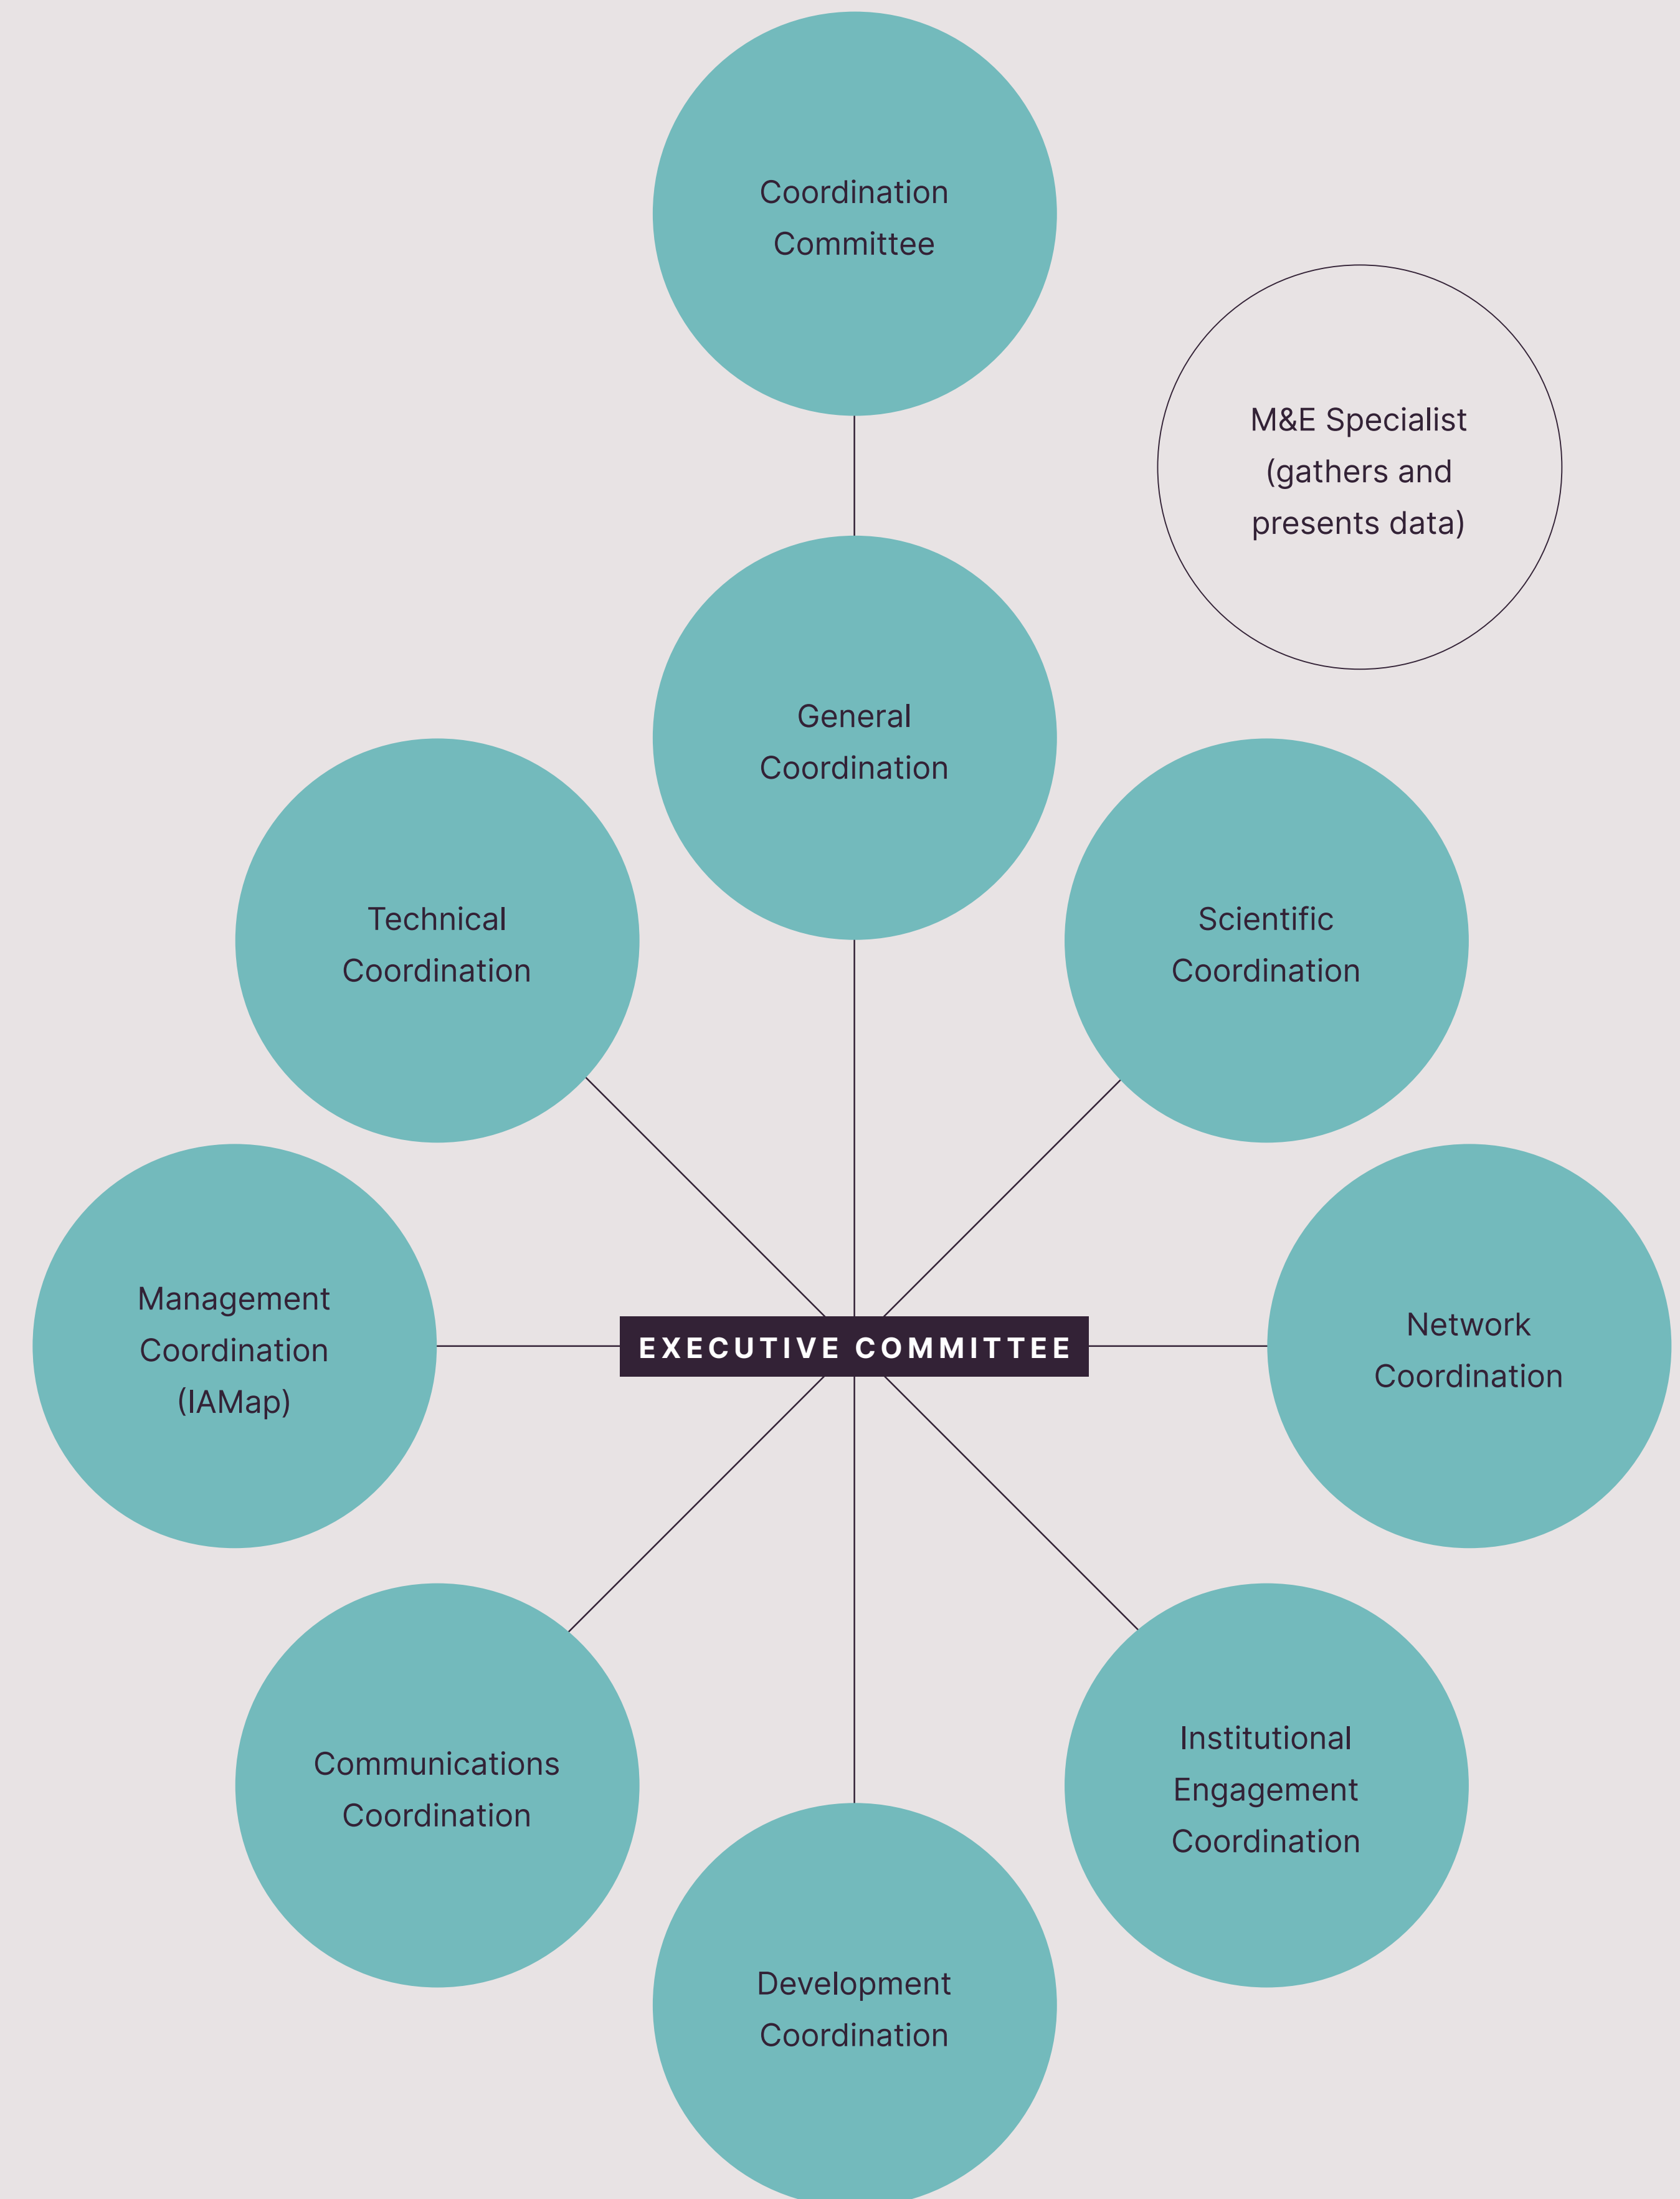 Coordination
Committee
M&E Specialist
(gathers and
presents data)
General
Coordination
Technical
Coordination
Scientific
Coordination
Management
Coordination
(IAMap)
EXECUTIVE COMMITTEE
Network
Coordination
Communications
Coordination
Institutional
Engagement
Coordination
Development
Coordination